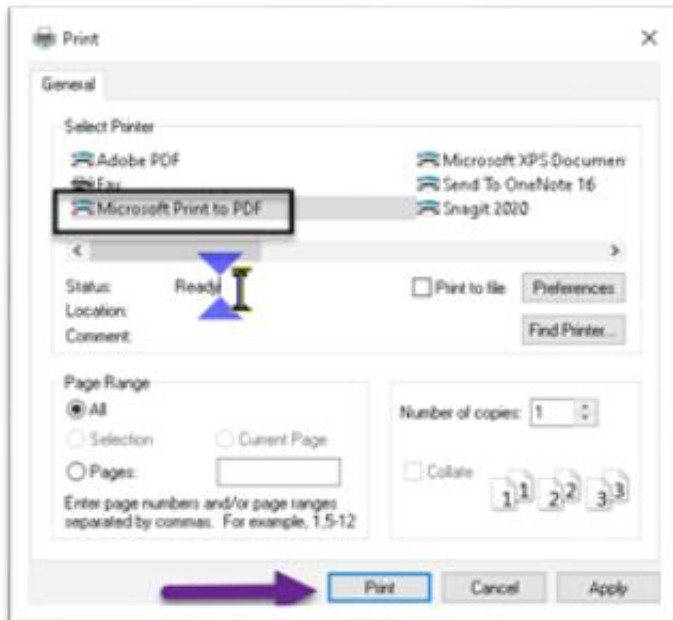 Print
General
Select Printer
Adobe PDF
Microsoft XPS Documen
Fax
Send To OneNote 16
Microsoft Print to PDF
Snagit 2020
Status: Ready
Print to file
Preferences
Location:
Comment:
Find Printer...
Page Range
All
Number of copies: 1
Selection
Current Page
Pages:
Collate
1 1 2 2 3 3
Enter page numbers and/or page ranges
separated by commas. For example, 1,5-12
Print
Cancel
Apply